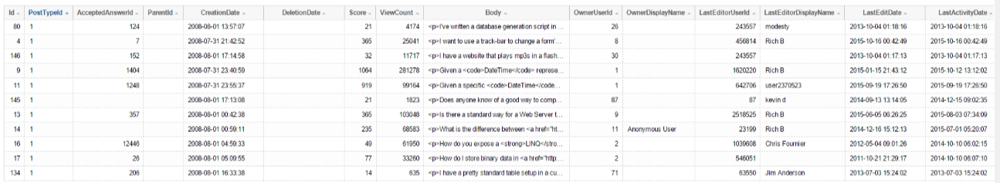 Id PostTypeId AcceptedAnswerId ParentId CreationDate DeletionDate Score ViewCount Body OwnerUserId OwnerDisplayName LastEditorUserId LastEditorDisplayName LastEditDate LastActivityDate
80 1 124 2008-08-01 13:57:07 21 4174 <p>I've written a database generation script in ... 26 243557 modesty 2013-10-04 01:18:16 2013-10-04 01:18:16
4 1 7 2008-07-31 21:42:52 365 25041 <p>I want to use a track-bar to change a form'... 8 456814 Rich B 2015-10-16 00:42:49 2015-10-16 00:42:49
146 1 152 2008-08-01 17:14:58 32 11717 <p>I have a website that plays mp3s in a flash... 30 243557 2013-10-04 01:17:13 2013-10-04 01:17:13
9 1 1404 2008-07-31 23:40:59 1064 281278 <p>Given a <code>DateTime</code> represe... 1 1620220 Rich B 2015-01-15 21:43:12 2015-10-12 13:12:02
11 1 1248 2008-07-31 23:55:37 919 99164 <p>Given a specific <code>DateTime</code... 1 642706 user2370523 2015-09-19 17:26:50 2015-09-19 17:26:50
145 1 2008-08-01 17:13:08 21 1823 <p>Does anyone know of a good way to comp... 87 87 kevin d 2014-09-13 13:14:05 2014-12-15 09:02:35
13 1 357 2008-08-01 00:42:38 365 103048 <p>Is there a standard way for a Web Server t... 9 2518525 Rich B 2015-06-05 06:26:25 2015-08-03 07:34:09
14 1 2008-08-01 00:59:11 235 68583 <p>What is the difference between <a href="ht... 11 Anonymous User 23199 Rich B 2014-12-16 15:12:13 2015-07-01 05:20:07
16 1 12446 2008-08-01 04:59:33 49 61950 <p>How do you expose a <strong>LINQ</stro... 2 1039608 Chris Fournier 2012-05-04 09:01:26 2014-10-10 06:02:15
17 1 26 2008-08-01 05:09:55 77 33260 <p>How do I store binary data in <a href="http:... 2 546051 2011-10-21 21:29:17 2014-10-10 06:07:10
134 1 206 2008-08-01 16:33:38 14 635 <p>I have a pretty standard table setup in a cu... 71 63550 Jim Anderson 2013-07-03 15:24:02 2013-07-03 15:24:02